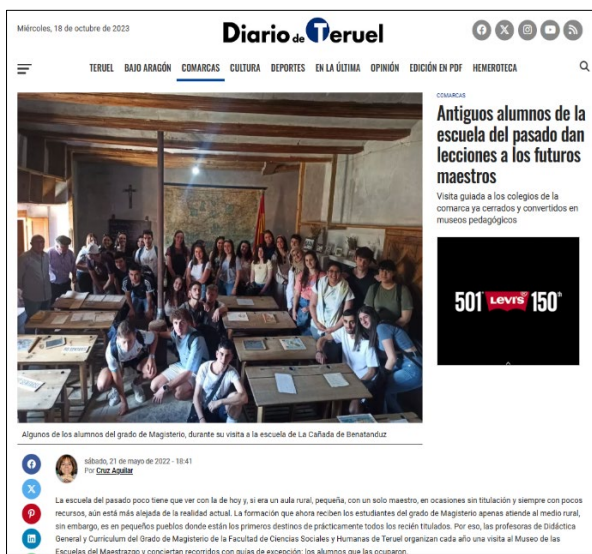 Miércoles, 18 de octubre de 2023
Diario de Teruel
TERUEL BAJO ARAGÓN COMARCAS CULTURA DEPORTES EN LA ÚLTIMA OPINIÓN EDICIÓN EN PDF HEMEROTECA
COMARCAS
Antiguos alumnos de la
escuela del pasado dan
lecciones a los futuros
maestros
Visita guiada a los colegios de la
comarca ya cerrados y convertidos en
museos pedagógicos
501 Levi's® 150®
Algunos de los alumnos del grado de Magisterio, durante su visita a la escuela de La Cañada de Benatanduz
sábado, 21 de mayo de 2022 - 18:41
Por Cruz Aguilar
La escuela del pasado poco tiene que ver con la de hoy y, si era un aula rural, pequeña, con un solo maestro, en ocasiones sin titulación y siempre con pocos
recursos, aún está más alejada de la realidad actual. La formación que ahora reciben los estudiantes del grado de Magisterio apenas atiende al medio rural,
sin embargo, es en pequeños pueblos donde están los primeros destinos de prácticamente todos los recién titulados. Por eso, las profesoras de Didáctica
General y Currículum del Grado de Magisterio de la Facultad de Ciencias Sociales y Humanas de Teruel organizan cada año una visita al Museo de las
Escuelas del Maestrazgo y conciertan recorridos con guías de excepción: los alumnos que las ocuparon.